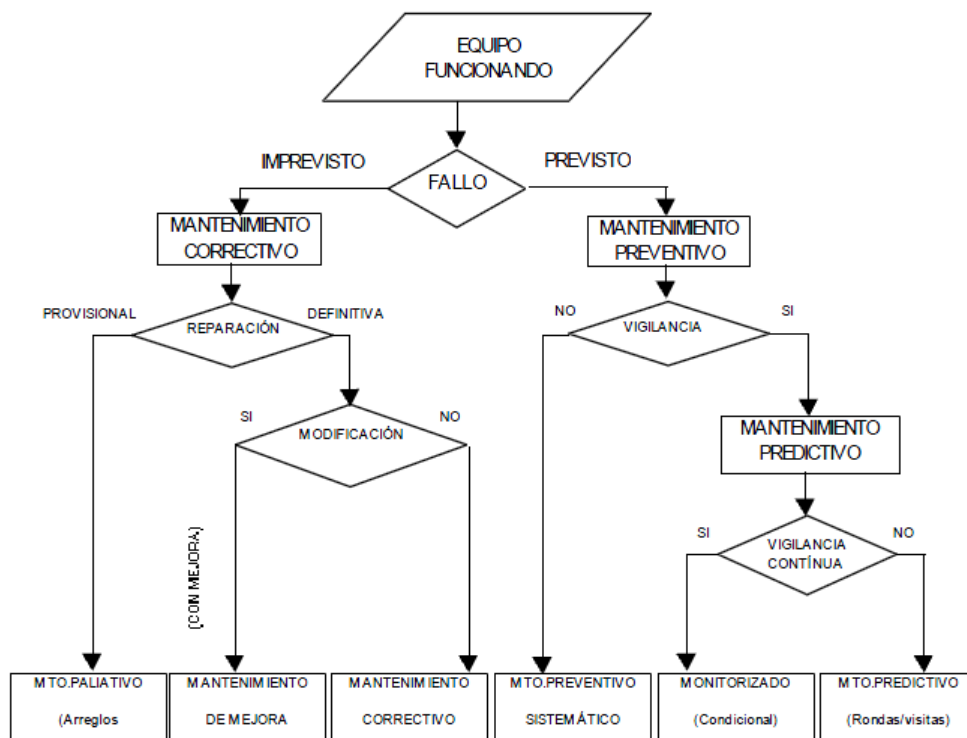 EQUIPO
FUNCIONANDO
IMPREVISTO
PREVISTO
FALLO
MANTENIMIENTO
CORRECTIVO
MANTENIMIENTO
PREVENTIVO
PROVISIONAL
REPARACIÓN
DEFINITIVA
NO
VIGILANCIA
SI
SI
MODIFICACIÓN
NO
MANTENIMIENTO
PREDICTIVO
SI
VIGILANCIA
CONTÍNUA
NO
(CON MEJORA)
MTO.PALIATIVO
(Arreglos
MANTENIMIENTO
DE MEJORA
MANTENIMIENTO
CORRECTIVO
MTO.PREVENTIVO
SISTEMÁTICO
MONITORIZADO
(Condicional)
MTO.PREDICTIVO
(Rondas/visitas)